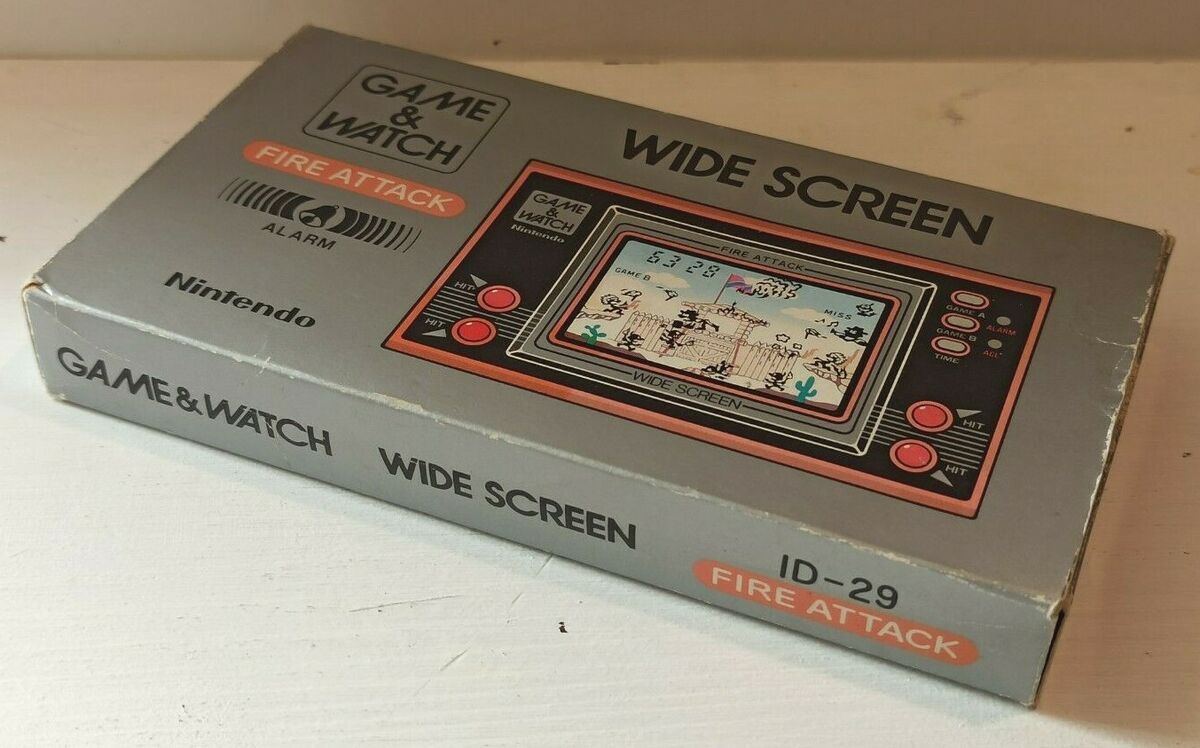 GAME
&
WATCH
FIRE ATTACK
ALARM
Nintendo
WIDE SCREEN
GAME
&
WATCH
Nintendo
FIRE ATTACK
GAME B
MISS
WIDE SCREEN
HIT
HIT
GAME A
ALARM
GAME B
ACL
TIME
HIT
HIT
GAME&WATCH WIDE SCREEN
ID-29
FIRE ATTACK